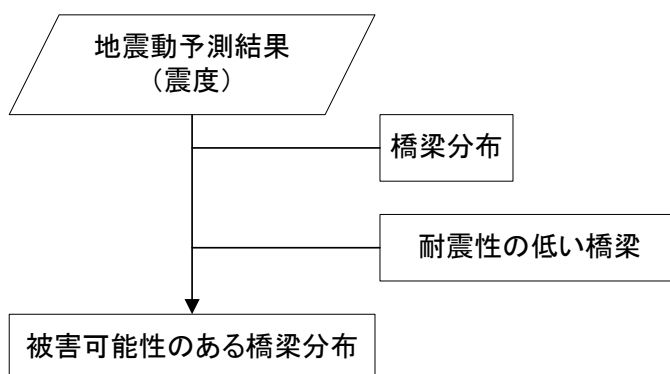 地震動予測結果
（震度）
橋梁分布
耐震性の低い橋梁
被害可能性のある橋梁分布